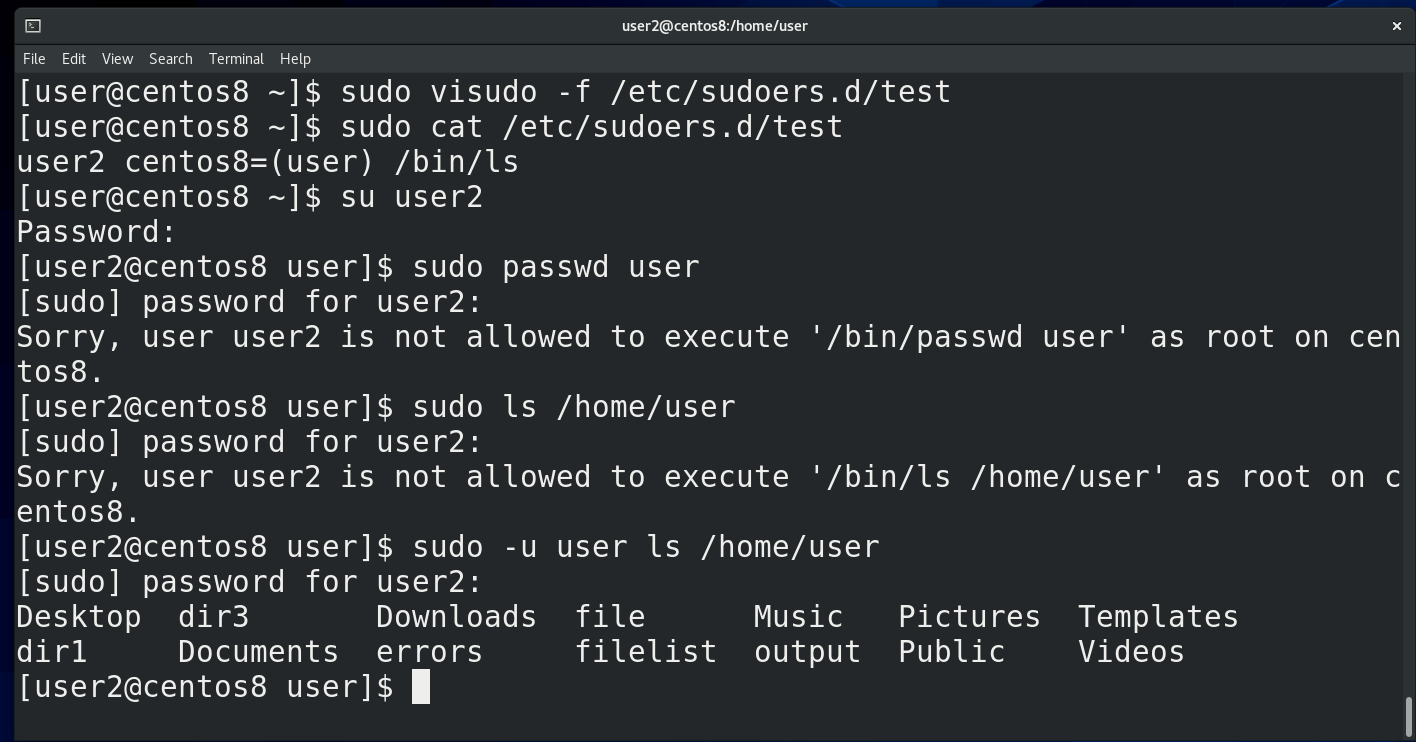 user2@centos8:/home/user
File Edit View Search Terminal Help
[user@centos8 ~]$ sudo visudo -f /etc/sudoers.d/test
[user@centos8 ~]$ sudo cat /etc/sudoers.d/test
user2 centos8=(user) /bin/ls
[user@centos8 ~]$ su user2
Password:
[user2@centos8 user]$ sudo passwd user
[sudo] password for user2:
Sorry, user user2 is not allowed to execute '/bin/passwd user' as root on cen
tos8.
[user2@centos8 user]$ sudo ls /home/user
[sudo] password for user2:
Sorry, user user2 is not allowed to execute '/bin/ls /home/user' as root on c
entos8.
[user2@centos8 user]$ sudo -u user ls /home/user
[sudo] password for user2:
Desktop  dir3       Downloads  file      Music   Pictures  Templates
dir1     Documents  errors     filelist  output  Public    Videos
[user2@centos8 user]$